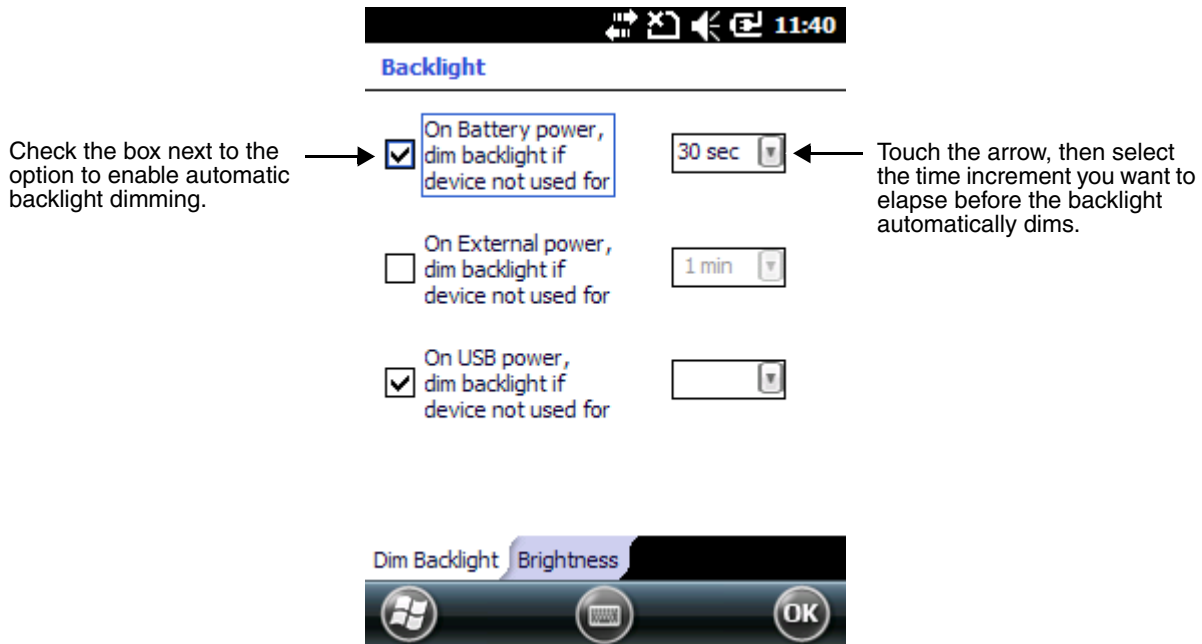 11:40
Backlight
Check the box next to the
option to enable automatic
backlight dimming.
On Battery power,
dim backlight if
device not used for
30 sec
Touch the arrow, then select
the time increment you want to
elapse before the backlight
automatically dims.
On External power,
dim backlight if
device not used for
1 min
On USB power,
dim backlight if
device not used for
Dim Backlight
Brightness
OK